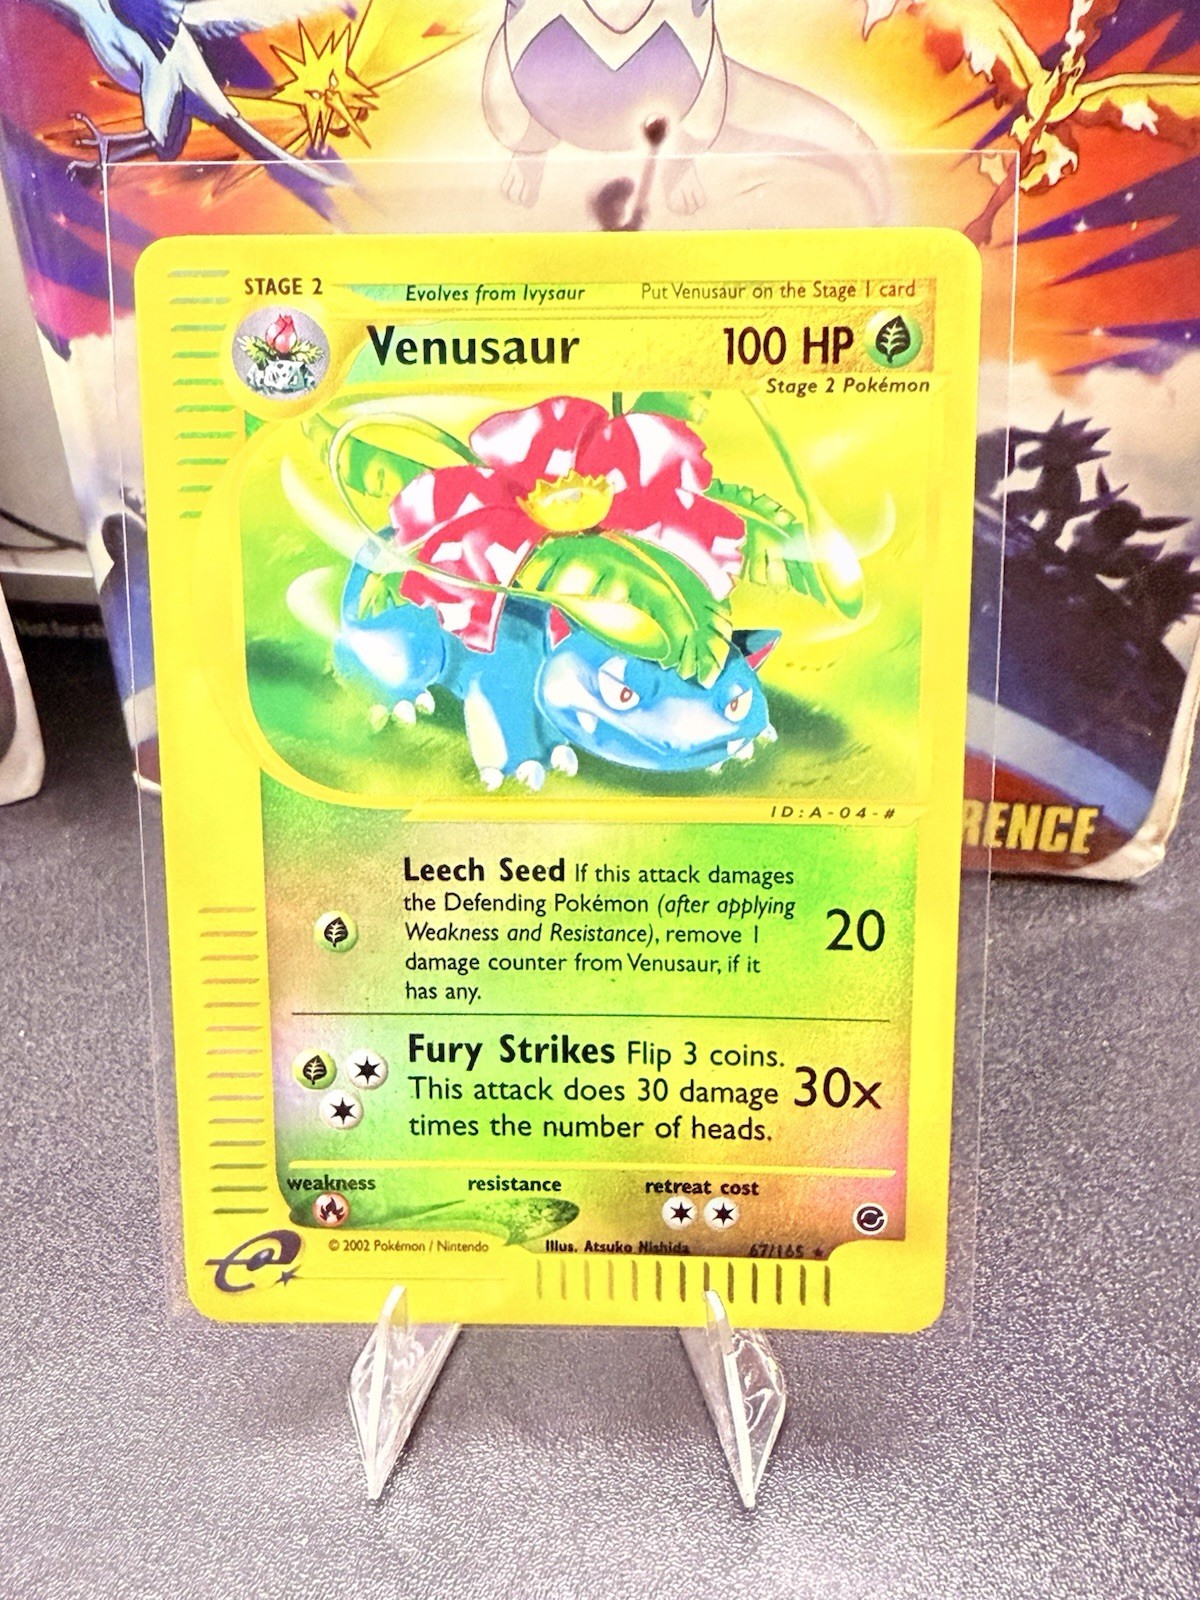 STAGE 2 Evolves from Ivysaur Put Venusaur on the Stage 1 card
Venusaur 100 HP
Stage 2 Pokémon
ID:A-04-#
RENCE
Leech Seed If this attack damages
the Defending Pokémon (after applying
Weakness and Resistance), remove 1
damage counter from Venusaur, if it
has any.
20
Fury Strikes Flip 3 coins.
This attack does 30 damage
times the number of heads.
30x
weakness resistance retreat cost
© 2002 Pokémon / Nintendo Illus. Atsuko Nishida 67/165 ★
e